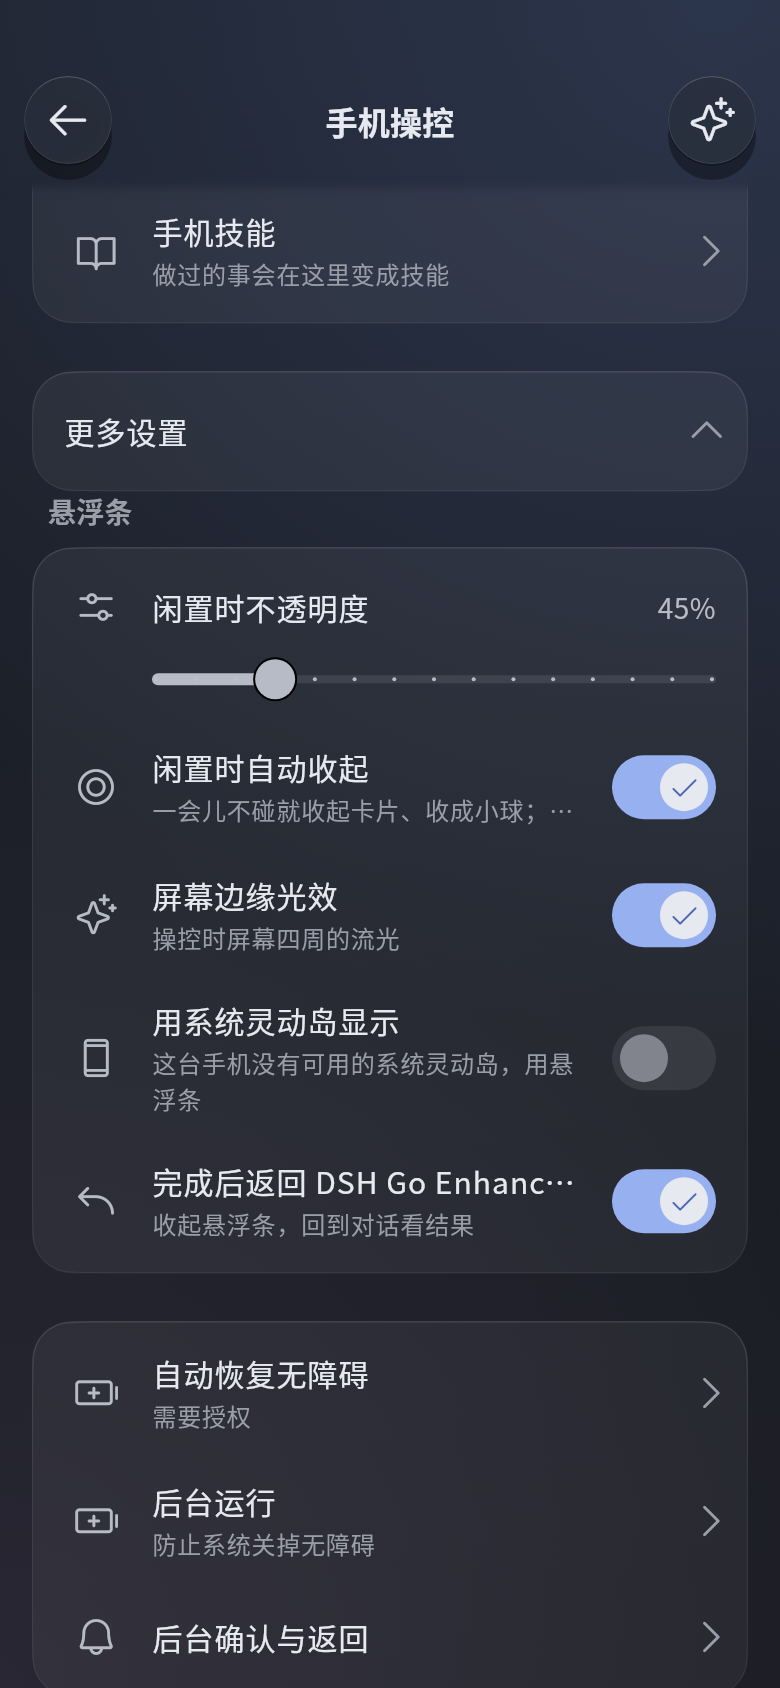 手机操控
手机技能
做过的事会在这里变成技能
更多设置
悬浮条
闲置时不透明度
45%
闲置时自动收起
一会儿不碰就收起卡片、收成小球；…
屏幕边缘光效
操控时屏幕四周的流光
用系统灵动岛显示
这台手机没有可用的系统灵动岛，用悬
浮条
完成后返回 DSH Go Enhanc…
收起悬浮条，回到对话看结果
自动恢复无障碍
需要授权
后台运行
防止系统关掉无障碍
后台确认与返回